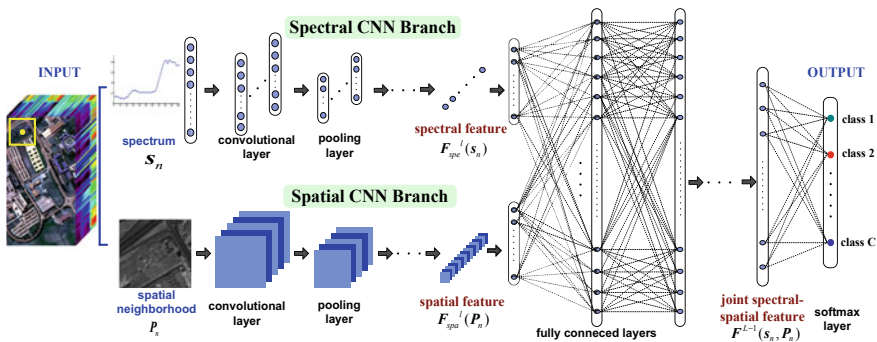 Spectral CNN Branch
INPUT
OUTPUT
spectrum
s_n
convolutional
layer
pooling
layer
spectral feature
F_spe^l(s_n)
class 1
class 2
class C
Spatial CNN Branch
spatial
neighborhood
P_n
convolutional
layer
pooling
layer
spatial feature
F_spa^l(P_n)
fully conneced layers
joint spectral-
spatial feature
F^{L-1}(s_n, P_n)
softmax
layer